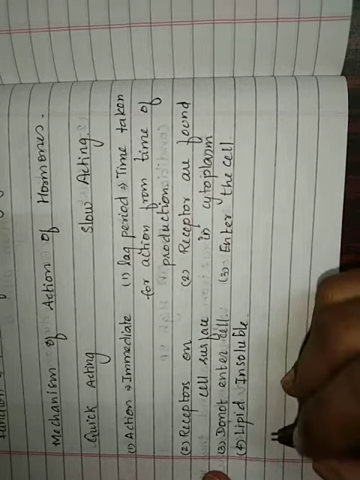 Mechanism of Action of Hormones.
Quick Acting Slow Acting
(1) Action → Immediate (1) lag period → Time taken
for action from time of
production
(2) Receptors on (2) Receptor are found
cell surface in cytoplasm
(3) Donot enter cell (3) Enter the cell.
(4) Lipid Insoluble